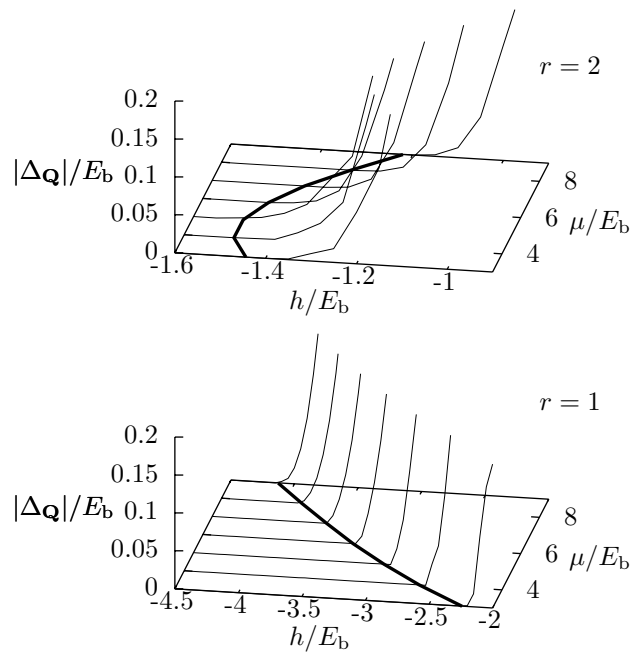 r = 2
0.2
0.15
|Δ_Q|/E_b 0.1
0.05
0
8
6 μ/E_b
4
-1.6 -1.4 -1.2 -1
h/E_b
r = 1
0.2
0.15
|Δ_Q|/E_b 0.1
0.05
0
8
6 μ/E_b
4
-4.5 -4 -3.5 -3 -2.5 -2
h/E_b